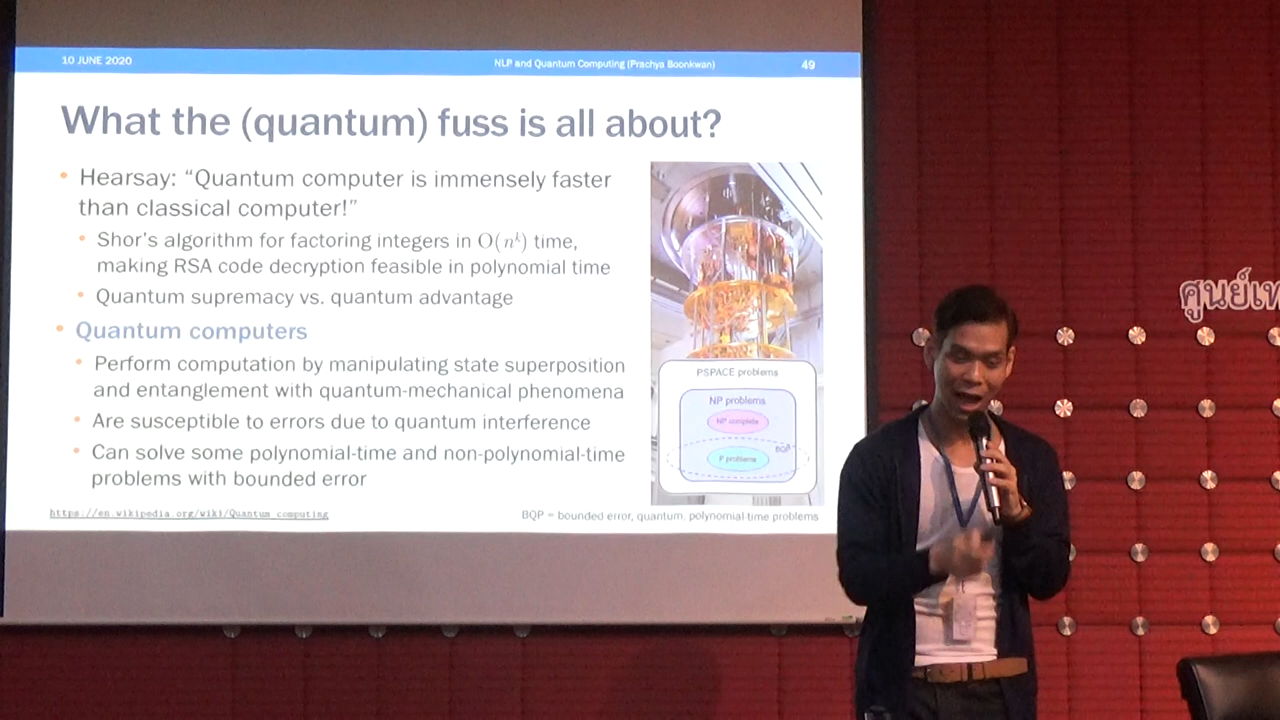 10 JUNE 2020
NLP and Quantum Computing (Prachya Boonkwan)
49
What the (quantum) fuss is all about?
• Hearsay: “Quantum computer is immensely faster
than classical computer!”
• Shor’s algorithm for factoring integers in O(nᵏ) time,
making RSA code decryption feasible in polynomial time
• Quantum supremacy vs. quantum advantage
• Quantum computers
• Perform computation by manipulating state superposition
and entanglement with quantum-mechanical phenomena
• Are susceptible to errors due to quantum interference
• Can solve some polynomial-time and non-polynomial-time
problems with bounded error
PSPACE problems
NP problems
NP complete
BQP
P problems
https://en.wikipedia.org/wiki/Quantum_computing
BQP = bounded error, quantum, polynomial-time problems
ศูนย์เท